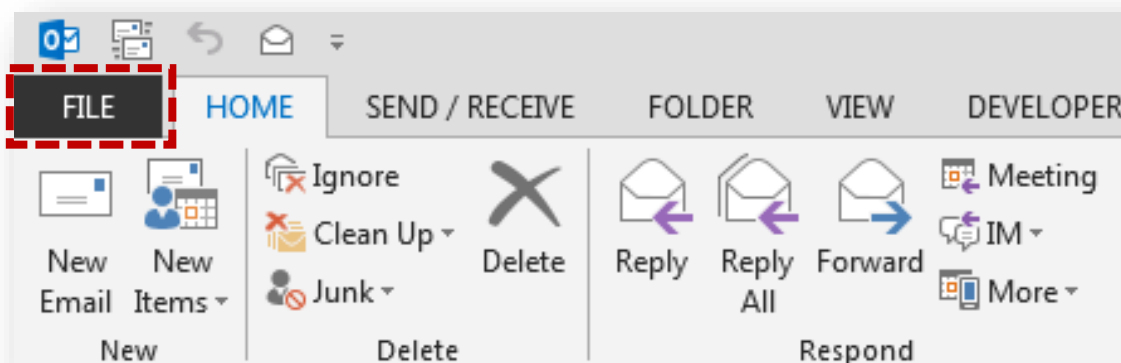 FILE HOME SEND / RECEIVE FOLDER VIEW DEVELOPER
Ignore
Clean Up
Junk
Meeting
IM
More
New Email
New Items
Delete
Reply
Reply All
Forward
New Delete Respond